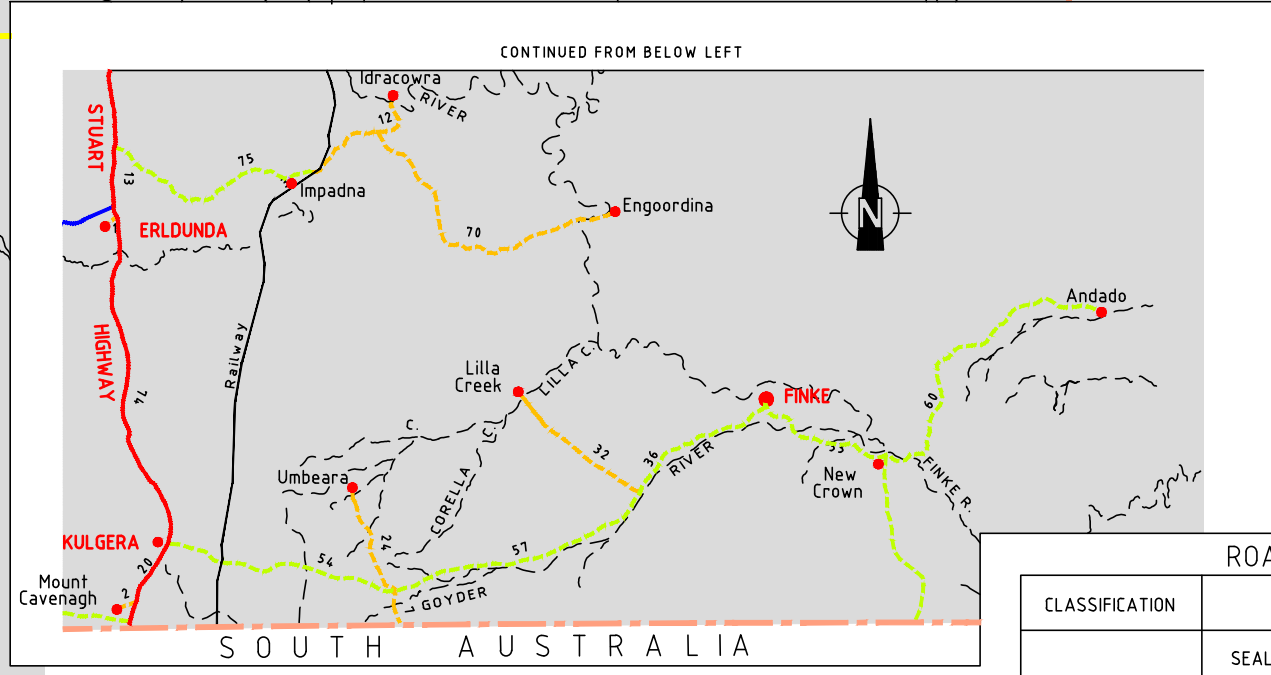 CONTINUED FROM BELOW LEFT
Idracowra
RIVER
STUART
12
75
13
Impadna
Engoordina
1
ERLDUNDA
70
N
Andado
HIGHWAY
Railway
74
Lilla
Creek
LILLA C.
FINKE
60
C.
C.
32
36
RIVER
33
New
Crown
FINKE R.
Umbeara
CORELLA
KULGERA
54
24
57
20
Mount
Cavenagh
2
GOYDER
SOUTH AUSTRALIA
ROA
CLASSIFICATION
SEAL